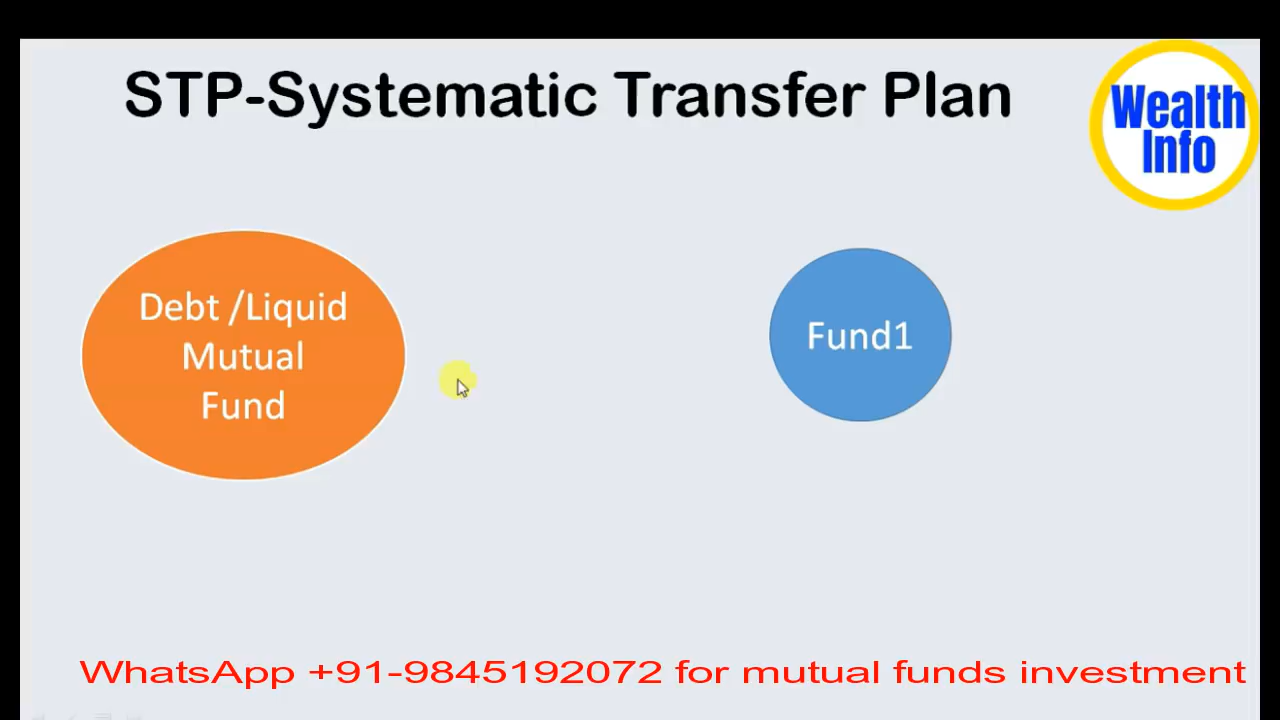 STP-Systematic Transfer Plan
Wealth
Info
Debt /Liquid
Mutual
Fund
Fund1
WhatsApp +91-9845192072 for mutual funds investment